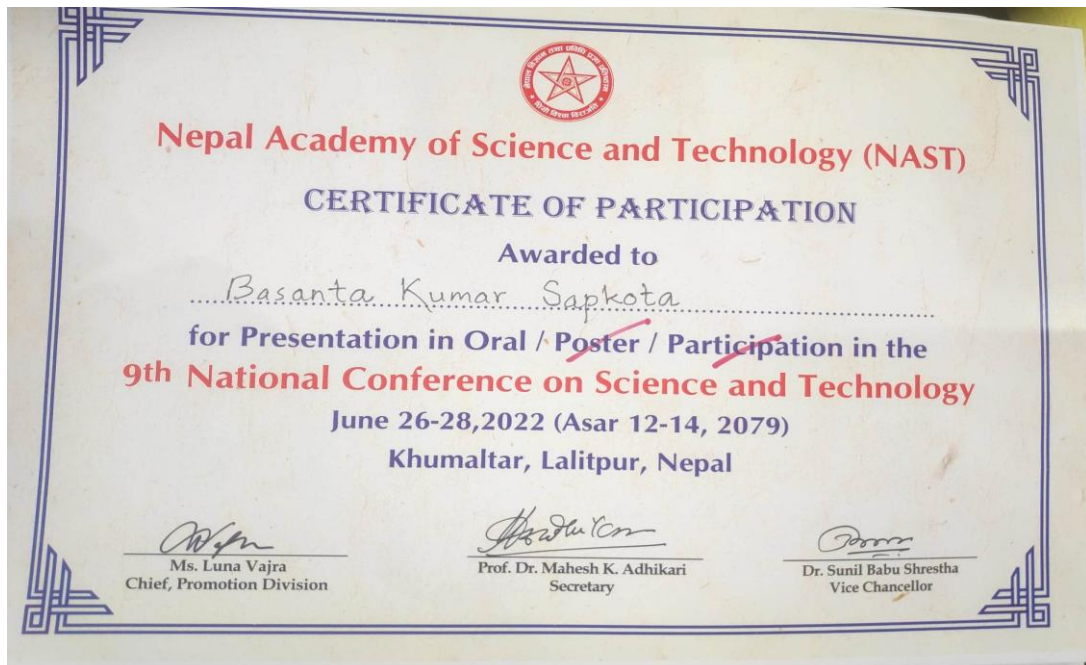 Nepal Academy of Science and Technology (NAST)
CERTIFICATE OF PARTICIPATION
Awarded to
Basanta Kumar Sapkota
for Presentation in Oral / Poster / Participation in the
9th National Conference on Science and Technology
June 26-28,2022 (Asar 12-14, 2079)
Khumaltar, Lalitpur, Nepal
Ms. Luna Vajra
Chief, Promotion Division
Prof. Dr. Mahesh K. Adhikari
Secretary
Dr. Sunil Babu Shrestha
Vice Chancellor